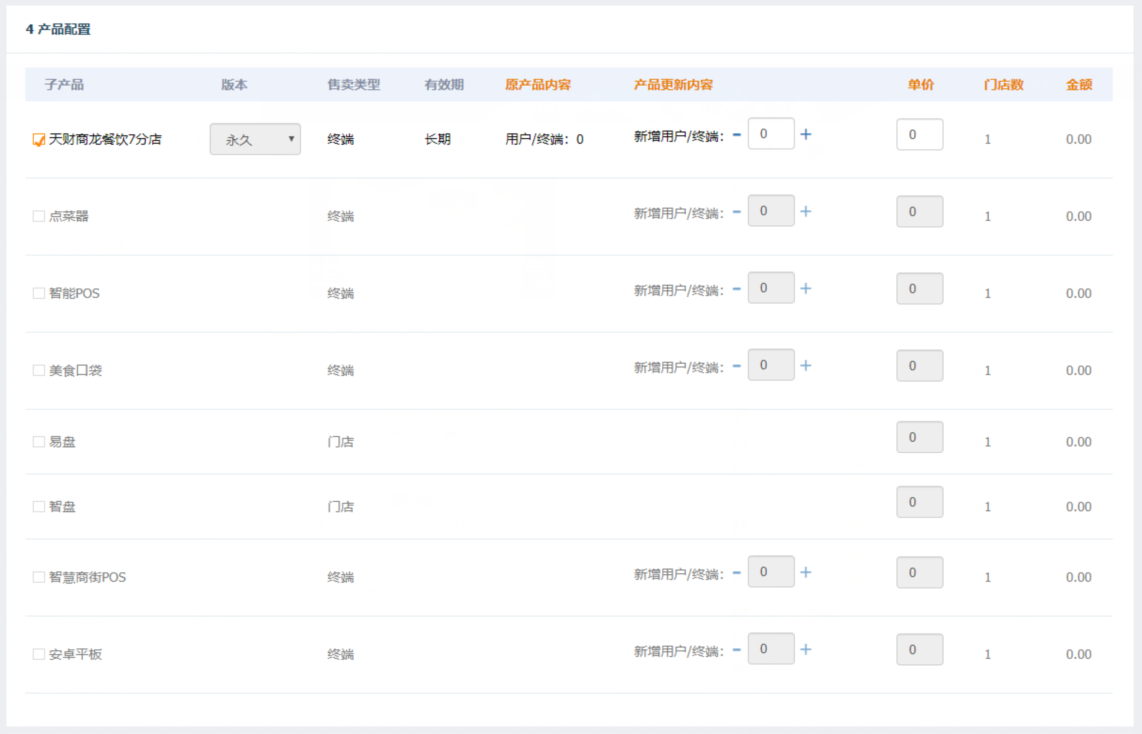 4 产品配置
子产品 版本 售卖类型 有效期 原产品内容 产品更新内容 单价 门店数 金额
天财商龙餐饮7分店 永久 终端 长期 用户/终端：0 新增用户/终端： - 0 + 0 1 0.00
点菜器 终端 新增用户/终端： - 0 + 0 1 0.00
智能POS 终端 新增用户/终端： - 0 + 0 1 0.00
美食口袋 终端 新增用户/终端： - 0 + 0 1 0.00
易盘 门店 0 1 0.00
智盘 门店 0 1 0.00
智慧商街POS 终端 新增用户/终端： - 0 + 0 1 0.00
安卓平板 终端 新增用户/终端： - 0 + 0 1 0.00